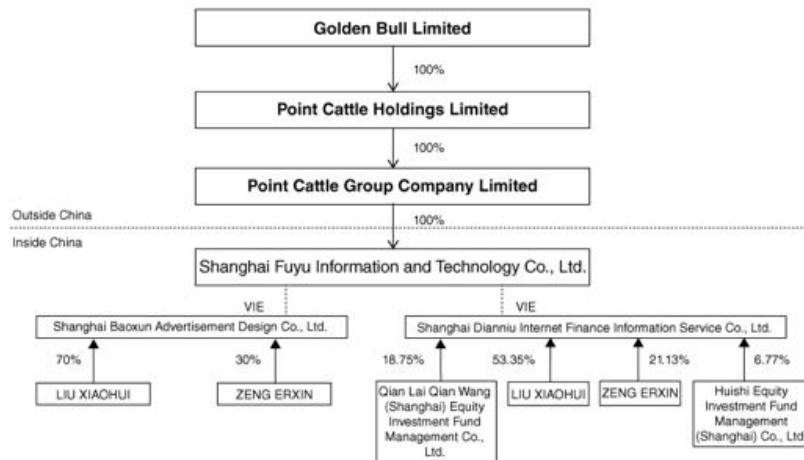 Golden Bull Limited
100%
Point Cattle Holdings Limited
100%
Point Cattle Group Company Limited
Outside China
100%
Inside China
Shanghai Fuyu Information and Technology Co., Ltd.
VIE
VIE
Shanghai Baoxun Advertisement Design Co., Ltd.
Shanghai Dianniu Internet Finance Information Service Co., Ltd.
70%
30%
18.75%
53.35%
21.13%
6.77%
LIU XIAOHUI
ZENG ERXIN
Qian Lai Qian Wang
(Shanghai) Equity
Investment Fund
Management Co.,
Ltd.
LIU XIAOHUI
ZENG ERXIN
Huishi Equity
Investment Fund
Management
(Shanghai) Co., Ltd